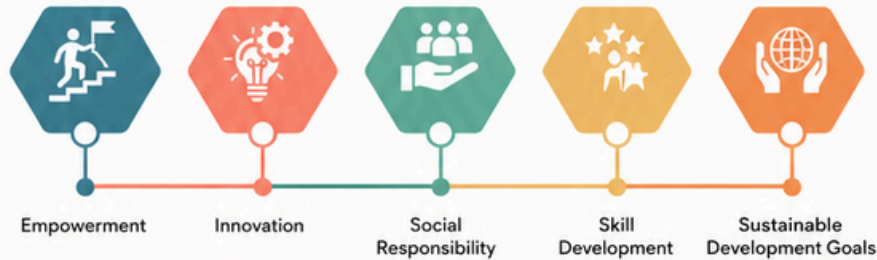 Empowerment
Innovation
Social
Responsibility
Skill
Development
Sustainable
Development Goals